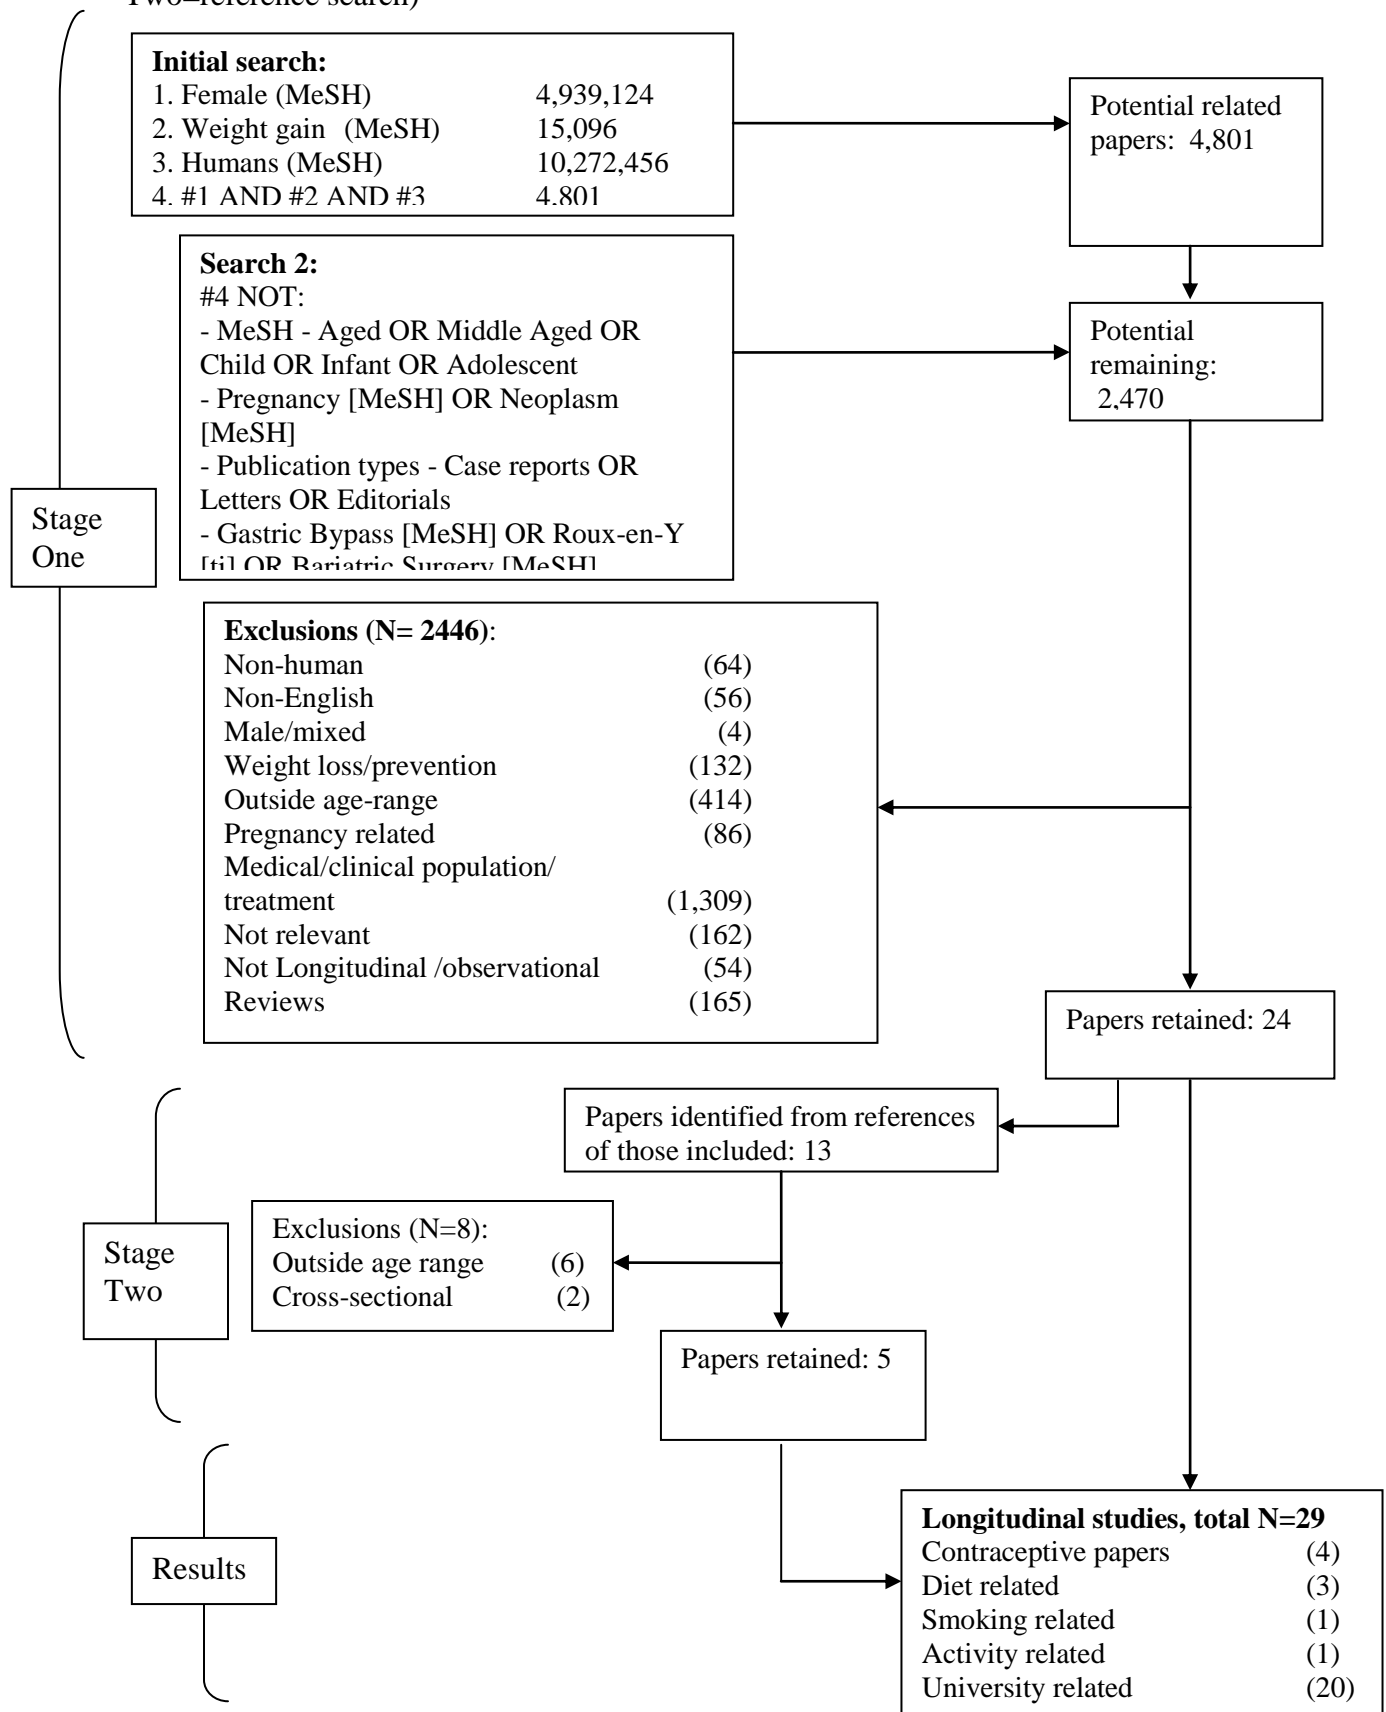 Two=reference search)
Initial search:
1. Female (MeSH) 4,939,124
2. Weight gain (MeSH) 15,096
3. Humans (MeSH) 10,272,456
4. #1 AND #2 AND #3 4,801
Potential related
papers: 4,801
Search 2:
#4 NOT:
- MeSH - Aged OR Middle Aged OR
Child OR Infant OR Adolescent
- Pregnancy [MeSH] OR Neoplasm
[MeSH]
- Publication types - Case reports OR
Letters OR Editorials
- Gastric Bypass [MeSH] OR Roux-en-Y
[ti] OR Bariatric Surgery [MeSH]
Potential
remaining:
2,470
Stage
One
Exclusions (N= 2446):
Non-human (64)
Non-English (56)
Male/mixed (4)
Weight loss/prevention (132)
Outside age-range (414)
Pregnancy related (86)
Medical/clinical population/
treatment (1,309)
Not relevant (162)
Not Longitudinal /observational (54)
Reviews (165)
Papers retained: 24
Papers identified from references
of those included: 13
Stage
Two
Exclusions (N=8):
Outside age range (6)
Cross-sectional (2)
Papers retained: 5
Results
Longitudinal studies, total N=29
Contraceptive papers (4)
Diet related (3)
Smoking related (1)
Activity related (1)
University related (20)